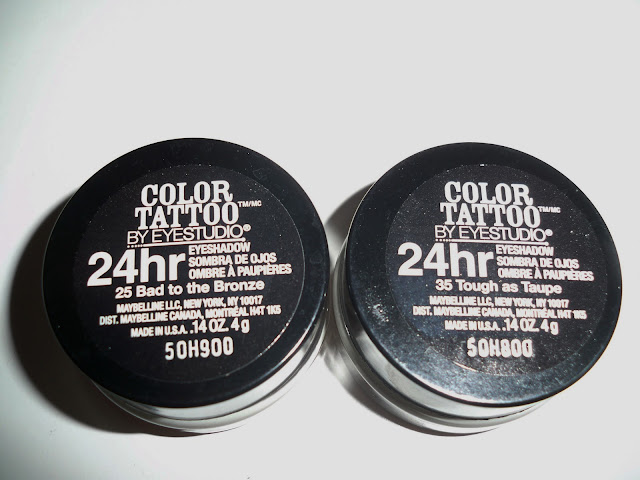 COLOR
TATTOO TM/MC
BY EYESTUDIO®
24hr
EYESHADOW
SOMBRA DE OJOS
OMBRE À PAUPIÈRES
25 Bad to the Bronze
MAYBELLINE LLC, NEW YORK, NY 10017
DIST. MAYBELLINE CANADA, MONTRÉAL H4T 1K5
MADE IN U.S.A. .14 OZ. 4g
50H900
COLOR
TATTOO TM/MC
BY EYESTUDIO®
24hr
EYESHADOW
SOMBRA DE OJOS
OMBRE À PAUPIÈRES
35 Tough as Taupe
MAYBELLINE LLC, NEW YORK, NY 10017
DIST. MAYBELLINE CANADA, MONTRÉAL H4T 1K5
MADE IN U.S.A. .14 OZ. 4g
50H800